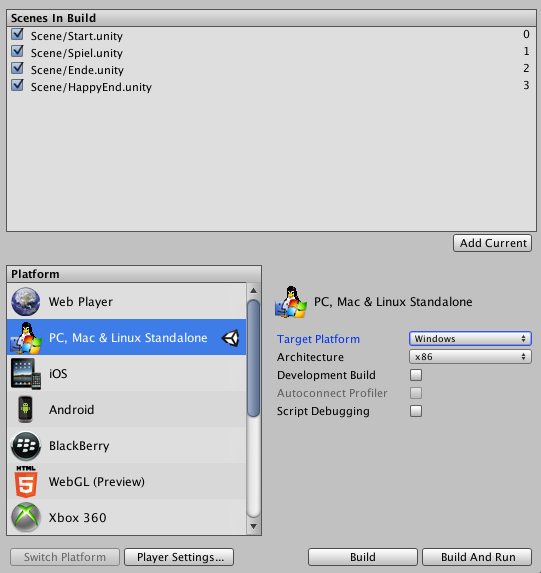 Scenes In Build
Scene/Start.unity 0
Scene/Spiel.unity 1
Scene/Ende.unity 2
Scene/HappyEnd.unity 3
Add Current
Platform
Web Player
PC, Mac & Linux Standalone
iOS
Android
BlackBerry
HTML
5
WebGL (Preview)
Xbox 360
PC, Mac & Linux Standalone
Target Platform Windows
Architecture x86
Development Build
Autoconnect Profiler
Script Debugging
Switch Platform Player Settings... Build Build And Run